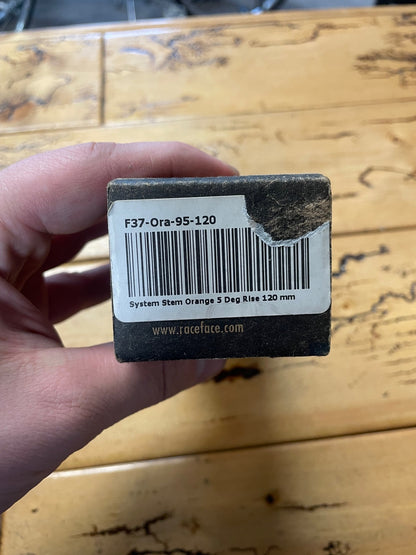 F37-Ora-95-120
System Stem Orange 5 Deg Rise 120 mm
www.raceface.com